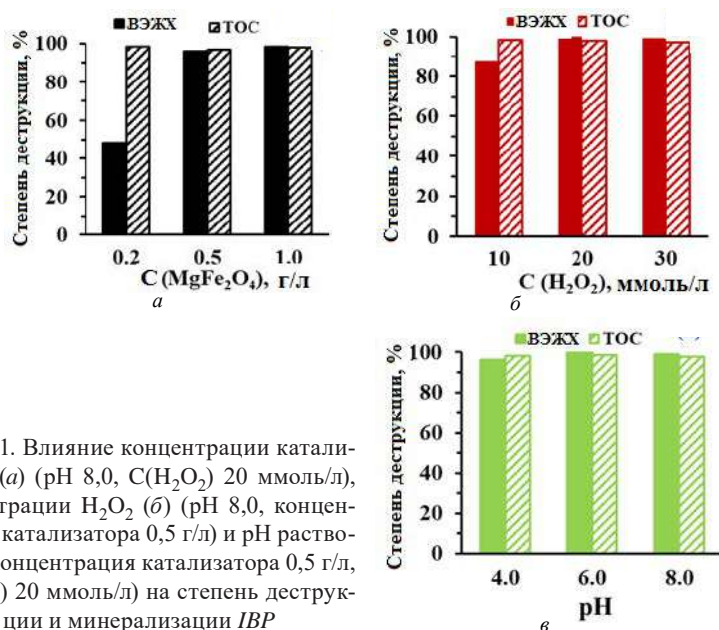 ■ВЭЖХ ▨ТОС
Степень деструкции, %
100
80
60
40
20
0
0.2 0.5 1.0
С (MgFe₂O₄), г/л
а
■ВЭЖХ ▨ТОС
Степень деструкции, %
100
80
60
40
20
0
10 20 30
С (H₂O₂), ммоль/л
б
■ВЭЖХ ▨ТОС
Степень деструкции, %
100
80
60
40
20
0
4.0 6.0 8.0
pH
в
1. Влияние концентрации катали-
(а) (рН 8,0, С(H₂O₂) 20 ммоль/л),
трации H₂O₂ (б) (рН 8,0, концен-
катализатора 0,5 г/л) и рН раство-
онцентрация катализатора 0,5 г/л,
) 20 ммоль/л) на степень деструк-
ции и минерализации IBP